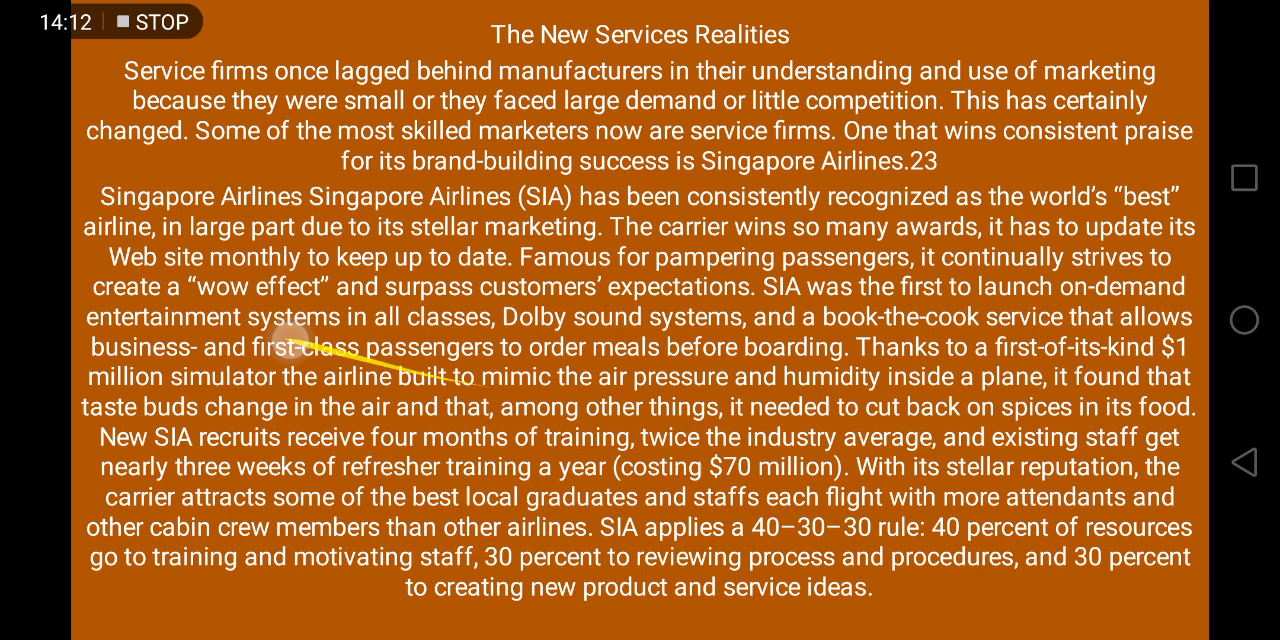 14:12 STOP
The New Services Realities
Service firms once lagged behind manufacturers in their understanding and use of marketing
because they were small or they faced large demand or little competition. This has certainly
changed. Some of the most skilled marketers now are service firms. One that wins consistent praise
for its brand-building success is Singapore Airlines.23
Singapore Airlines Singapore Airlines (SIA) has been consistently recognized as the world’s “best”
airline, in large part due to its stellar marketing. The carrier wins so many awards, it has to update its
Web site monthly to keep up to date. Famous for pampering passengers, it continually strives to
create a “wow effect” and surpass customers’ expectations. SIA was the first to launch on-demand
entertainment systems in all classes, Dolby sound systems, and a book-the-cook service that allows
business- and first-class passengers to order meals before boarding. Thanks to a first-of-its-kind $1
million simulator the airline built to mimic the air pressure and humidity inside a plane, it found that
taste buds change in the air and that, among other things, it needed to cut back on spices in its food.
New SIA recruits receive four months of training, twice the industry average, and existing staff get
nearly three weeks of refresher training a year (costing $70 million). With its stellar reputation, the
carrier attracts some of the best local graduates and staffs each flight with more attendants and
other cabin crew members than other airlines. SIA applies a 40–30–30 rule: 40 percent of resources
go to training and motivating staff, 30 percent to reviewing process and procedures, and 30 percent
to creating new product and service ideas.